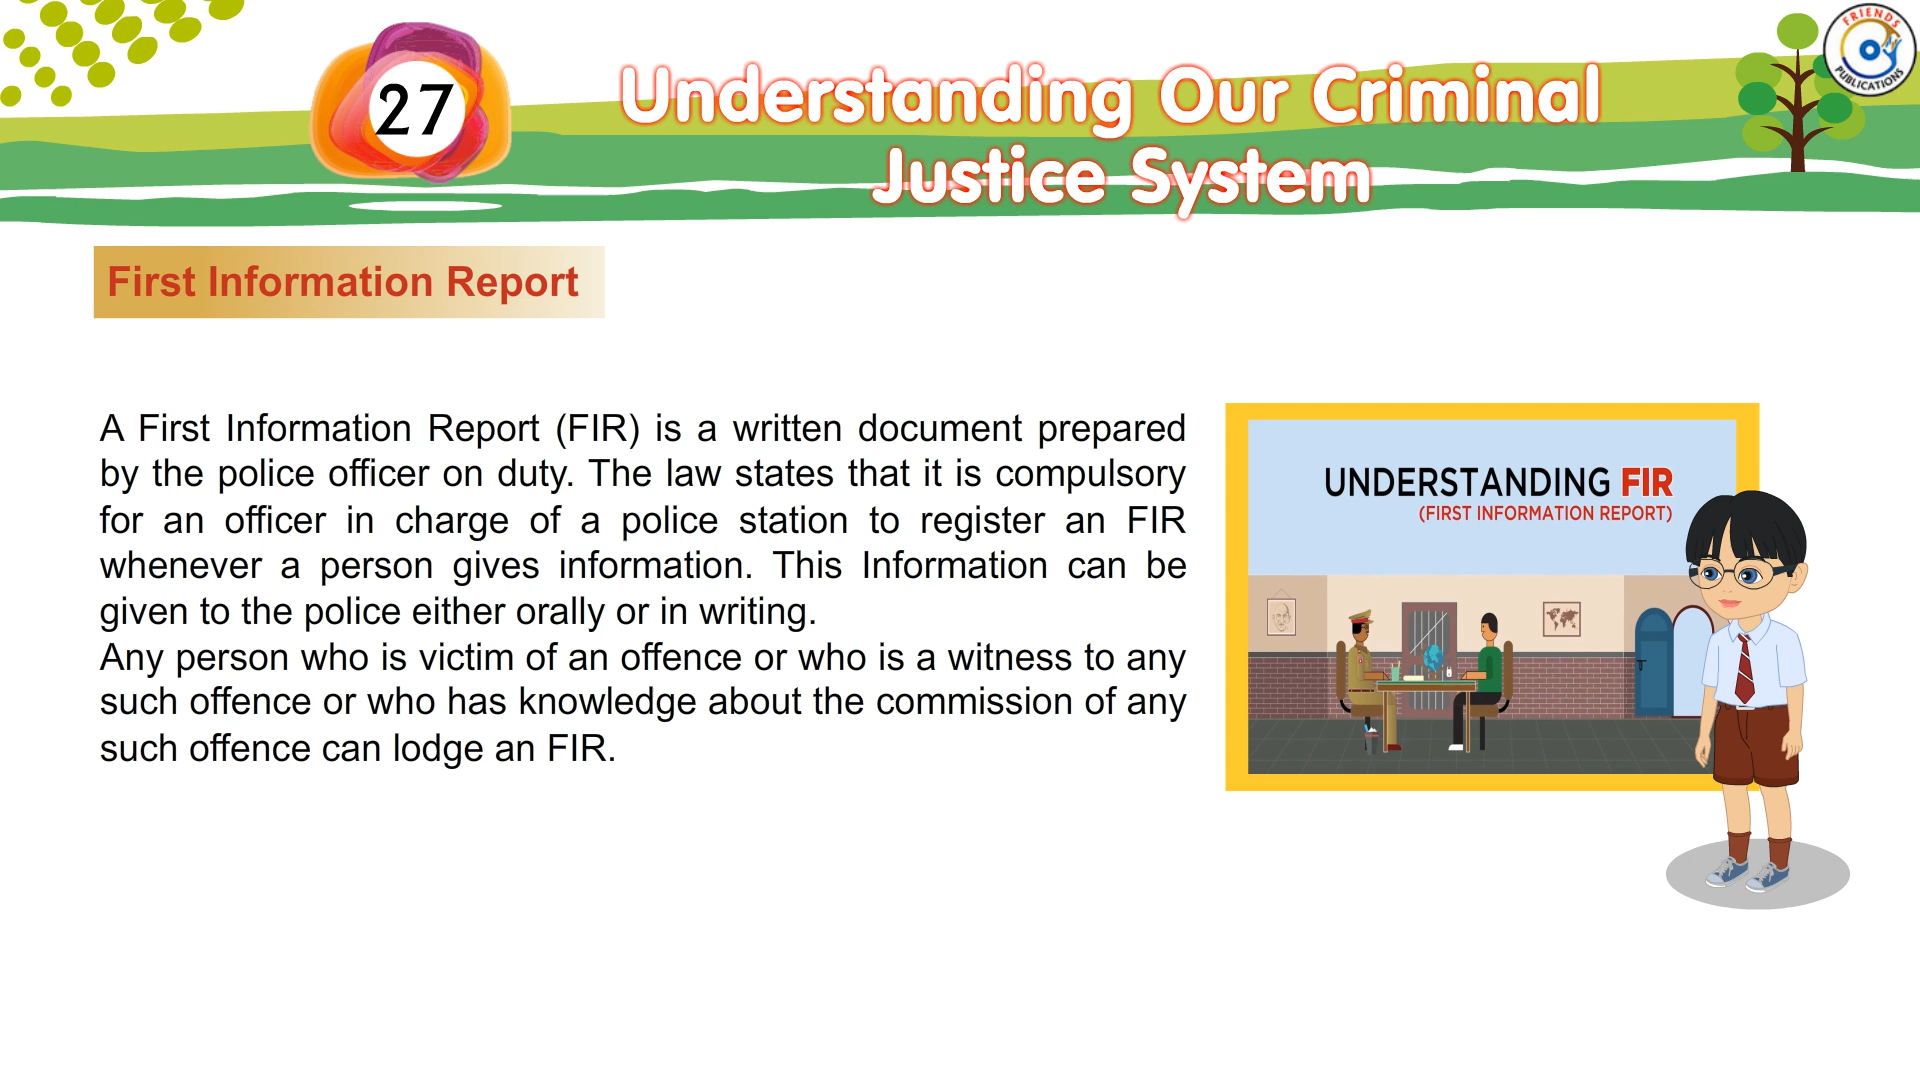 27
Understanding Our Criminal
Justice System
FRIENDS
PUBLICATIONS
First Information Report
A First Information Report (FIR) is a written document prepared
by the police officer on duty. The law states that it is compulsory
for an officer in charge of a police station to register an FIR
whenever a person gives information. This Information can be
given to the police either orally or in writing.
Any person who is victim of an offence or who is a witness to any
such offence or who has knowledge about the commission of any
such offence can lodge an FIR.
UNDERSTANDING FIR
(FIRST INFORMATION REPORT)